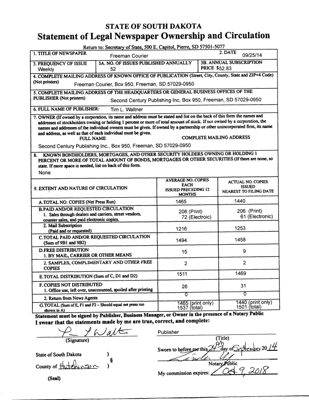 STATE OF SOUTH DAKOTA
Statement of Legal Newspaper Ownership and Circulation
Return to: Secretary of State, 500 E. Capitol, Pierre, SD 57501-5077
1. TITLE OF NEWSPAPER Freeman Courier 2. DATE 09/25/14
3. FREQUENCY OF ISSUE Weekly 3A. NO. OF ISSUES PUBLISHED ANNUALLY 52 3B. ANNUAL SUBSCRIPTION PRICE $52.83
4. COMPLETE MAILING ADDRESS OF KNOWN OFFICE OF PUBLICATION (Street, City, County, State and ZIP+4 Code)
(Not printers) Freeman Courier, Box 950, Freeman, SD 57029-0950
5. COMPLETE MAILING ADDRESS OF THE HEADQUARTERS OR GENERAL BUSINESS OFFICES OF THE
PUBLISHER (Not printers) Second Century Publishing Inc, Box 950, Freeman, SD 57029-0950
6. FULL NAME OF PUBLISHER: Tim L. Waltner
7. OWNER (If owned by a corporation, its name and address must be stated and list on the back of this form the names and
addresses of stockholders owning or holding 1 percent or more of total amount of stock. If not owned by a corporation, the
names and addresses of the individual owners must be given. If owned by a partnership or other unincorporated firm, its name
and address, as well as that of each individual must be given.
FULL NAME COMPLETE MAILING ADDRESS
Second Century Publishing Inc., Box 950, Freeman, SD 57029-0950
8. KNOWN BONDHOLDERS, MORTGAGES, AND OTHER SECURITY HOLDERS OWNING OR HOLDING 1
PERCENT OR MORE OF TOTAL AMOUNT OF BONDS, MORTGAGES OR OTHER SECURITIES (If there are none, so
state. If more space is needed, list on back of this form.
None
9. EXTENT AND NATURE OF CIRCULATION
AVERAGE NO. COPIES
EACH
ISSUED PRECEDING 12
MONTHS
ACTUAL NO. COPIES
ISSUED
NEAREST TO FILING DATE
A. TOTAL NO. COPIES (Net Press Run) 1465 1440
B. PAID AND/OR REQUESTED CIRCULATION
1. Sales through dealers and carriers, street vendors,
counter sales, and paid electronic copies.
206 (Print) 206 (Print)
72 (Electroic) 61 (Electronic)
2. Mail Subscription
(Paid and or requested) 1216 1253
C. TOTAL PAID AND/OR REQUESTED CIRCULATION
(Sum of 9B1 and 9B2) 1494 1458
D. FREE DISTRIBUTION
1. BY MAIL, CARRIER OR OTHER MEANS 15 9
2. SAMPLES, COMPLIMENTARY AND OTHER FREE
COPIES 2 2
E. TOTAL DISTRIBUTION (Sum of C, D1 and D2) 1511 1469
F. COPIES NOT DISTRIBUTED
1. Office use, left over, unaccounted, spoiled after printing 26 31
2. Return from News Agents 0
G. TOTAL (Sum of E, F1 and F2 - Should equal net press run
shown in A)
1465 (print only) 1440 (print only)
1537 (total) 1501 (total)
Statement must be signed by Publisher, Business Manager, or Owner in the presence of a Notary Public
I swear that the statements made by me are true, correct, and complete:
Publisher
(Signature) (Title)
State of South Dakota )
§
County of Hutchinson )
Sworn to before me this 24th day of September 2014
Notary Public
(Seal)
My commission expires: Oct 9, 2018